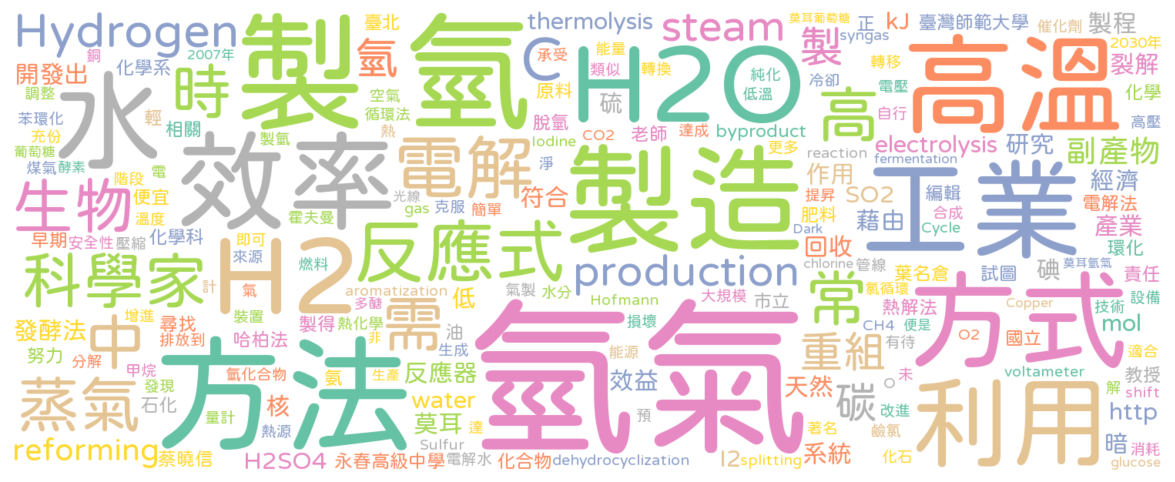 Hydrogen
製氫
臺北
氫
thermolysis
steam
莫耳葡萄糖
製
syngas
正
kJ
臺灣師範大學
催化劑
製程
2030年
銅
2007年
開發出
化學系
調整
水
時
C
承受
能量
類似
轉換
原料
H2O
純化
低溫
冷卻
高溫
轉移
裂解
電壓
化學
自行
高壓
苯環化
充份
輕
相關
空氣
循環法
製氫
熱
脫氫
硫
CO2
老師
達成
byproduct
更多
高
reaction
electrolysis
研究
副產物
fermentation
葡萄糖
煤氣
酵素
階段
電
效率
電解
Iodine
淨
製造
作用
提昇
SO2
編輯
經濟
電解法
工業
合成
Cycle
產業
環化
生物
便宜
溫度
光線
gas
克服
簡單
符合
霍夫曼
肥料
Dark
藉由
回收
早期
安全性
壓縮
化學科
即可
來源
計
氣
燃料
反應式
production
chlorine
管線
氯循環
葉名倉
試圖
碘
莫耳氫氣
責任
科學家
H2
aromatization
需
低
氣製
水分
Hofmann
大規模
市立
常
熱解法
Copper
技術
設備
方式
增進
裝置
多醣
製得
熱化學
非
油
損壞
氫氣
CH4
便是
有待
O2
國立
mol
適合
發酵法
中
尋找
排放到
努力
分解
哈柏法
生成
能源
重組
voltameter
教授
解
shift
甲烷
發現
氫化合物
氨
生產
反應器
效益
天然
碳
未
利用
蒸氣
石化
方法
量計
核
熱源
water
莫耳
達
預
著名
改進
鹼氯
http
reforming
蔡曉信
Sulfur
H2SO4
永春高級中學
電解水
化合物
dehydrocyclization
I2
splitting
系統
化石
暗
消耗
glucose